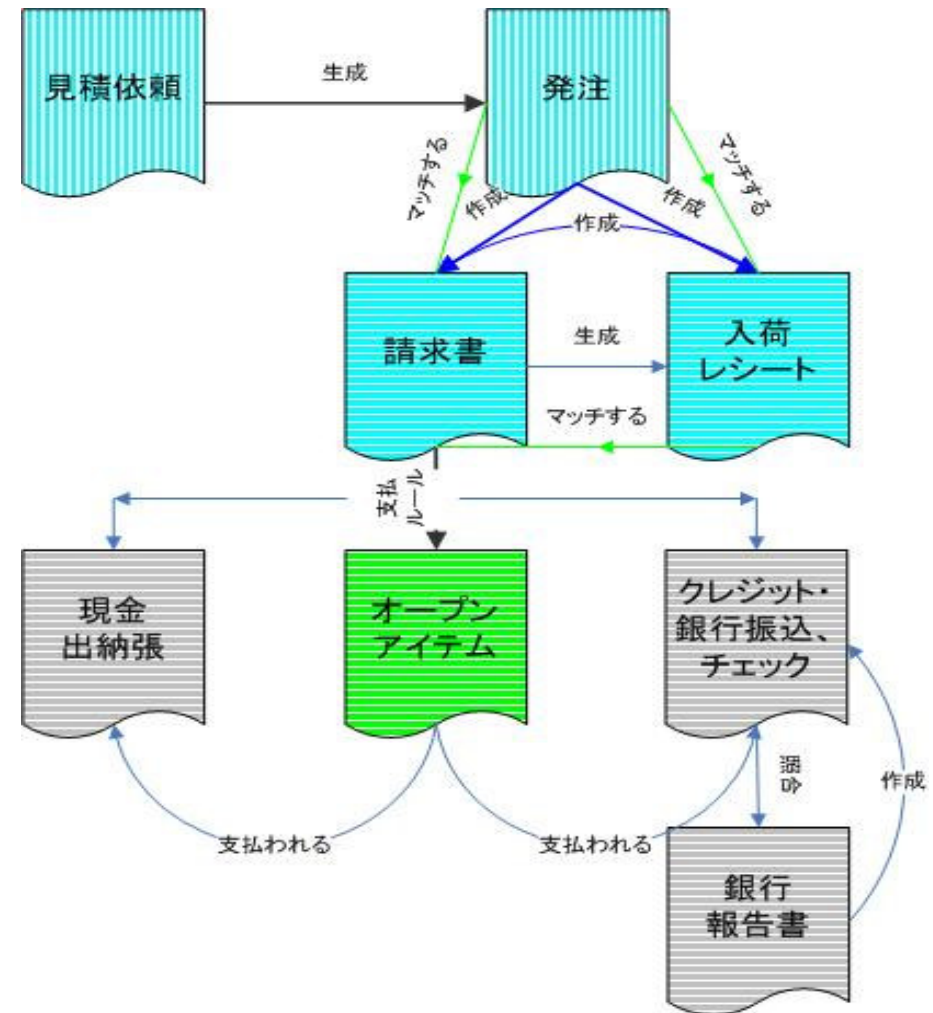 見積依頼
生成
発注
マッチする
作成
作成
作成
マッチする
請求書
生成
入荷
レシート
マッチする
支払
ルール
現金
出納張
オープン
アイテム
クレジット・
銀行振込、
チェック
照合
作成
支払われる
支払われる
銀行
報告書